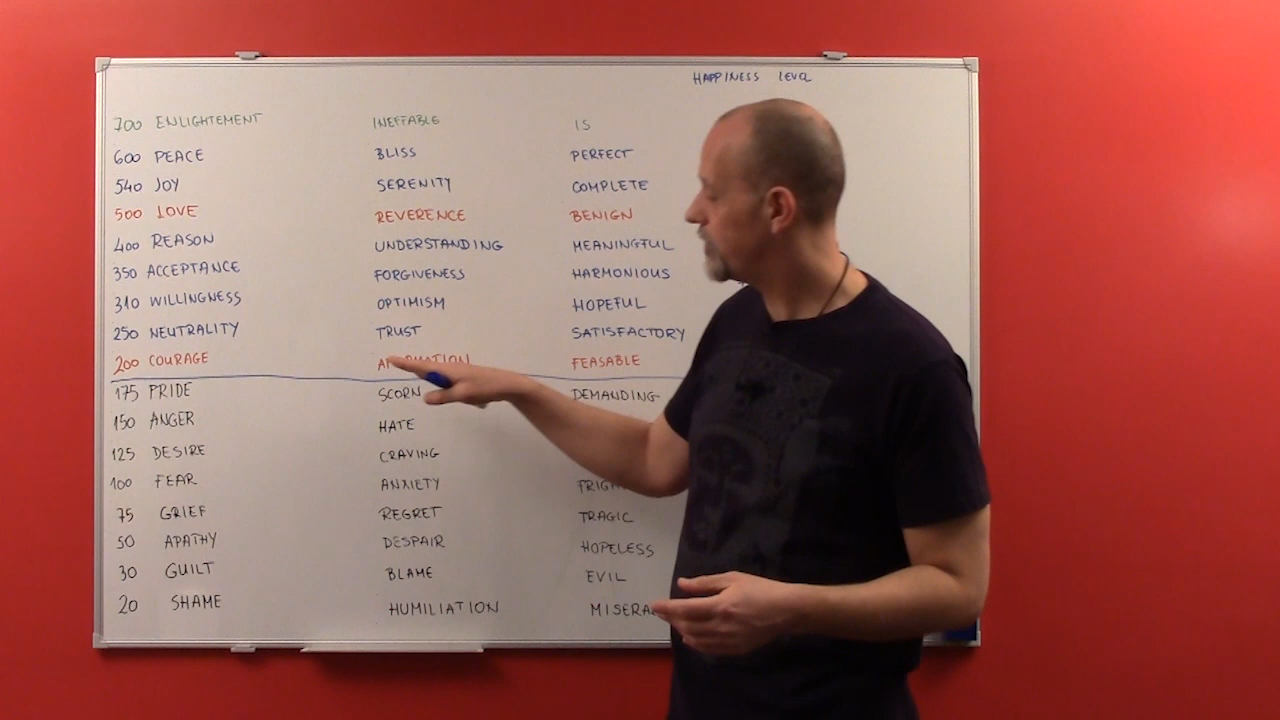 HAPPINESS LEVEL
700 ENLIGHTEMENT INEFFABLE IS
600 PEACE BLISS PERFECT
540 JOY SERENITY COMPLETE
500 LOVE REVERENCE BENIGN
400 REASON UNDERSTANDING MEANINGFUL
350 ACCEPTANCE FORGIVENESS HARMONIOUS
310 WILLINGNESS OPTIMISM HOPEFUL
250 NEUTRALITY TRUST SATISFACTORY
200 COURAGE FEASABLE
175 PRIDE SCORN DEMANDING
150 ANGER HATE
125 DESIRE CRAVING
100 FEAR ANXIETY
75 GRIEF REGRET TRAGIC
50 APATHY DESPAIR HOPELESS
30 GUILT BLAME EVIL
20 SHAME HUMILIATION